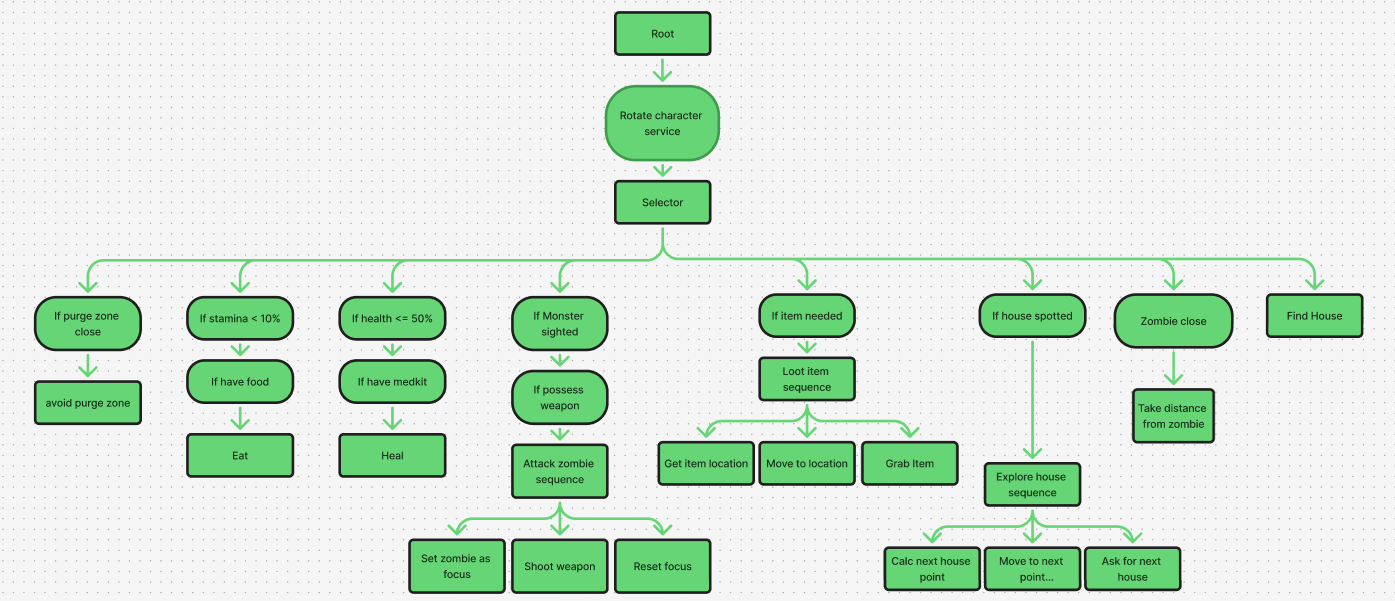 Root
Rotate character
service
Selector
If purge zone
close
avoid purge zone
If stamina < 10%
If have food
Eat
If health <= 50%
If have medkit
Heal
If Monster
sighted
If possess
weapon
Attack zombie
sequence
Set zombie as
focus
Shoot weapon
Reset focus
If item needed
Loot item
sequence
Get item location
Move to location
Grab Item
If house spotted
Explore house
sequence
Calc next house
point
Move to next
point...
Ask for next
house
Zombie close
Take distance
from zombie
Find House